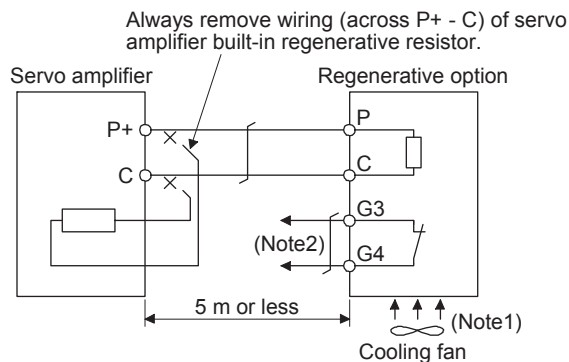 Always remove wiring (across P+ - C) of servo
amplifier built-in regenerative resistor.
Servo amplifier
Regenerative option
P+
P
C
C
G3
(Note2)
G4
5 m or less
(Note1)
Cooling fan